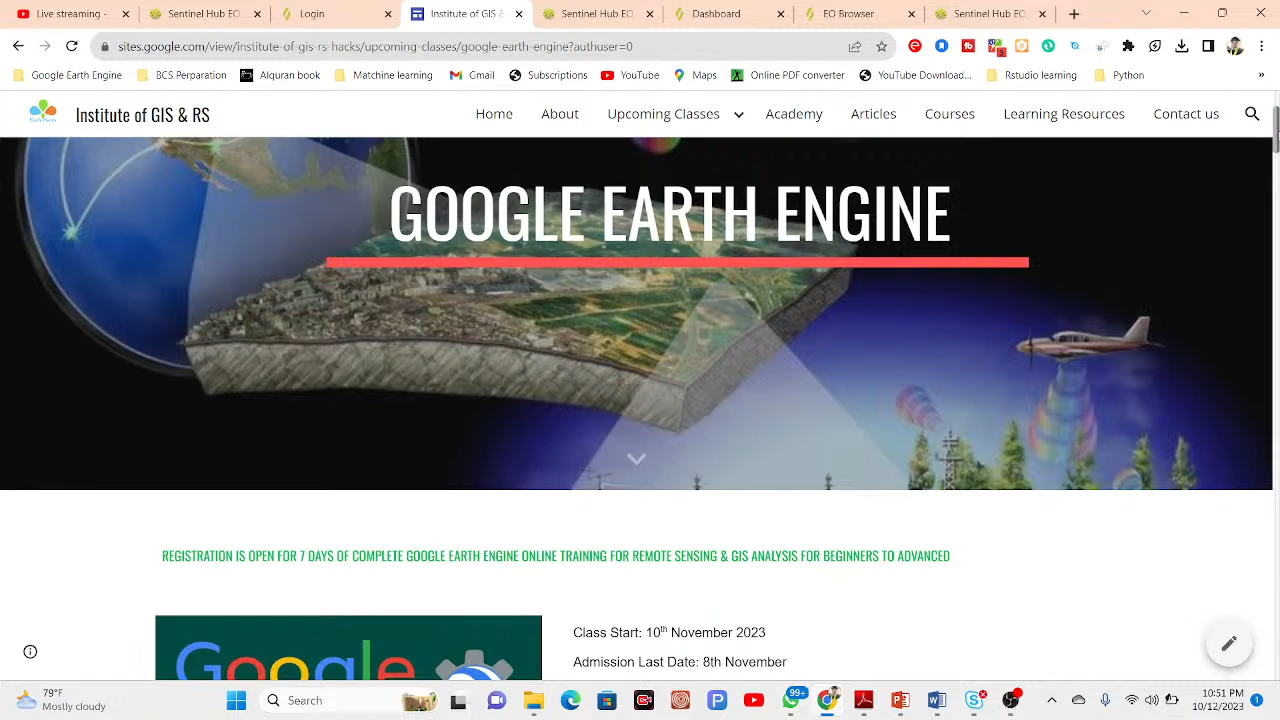 Live streaming -
Sentinel Hub EO
Login
Institute of GIS &
Sentinel Hub EO
Dashboard
EO
Sentinel Hub EO
sites.google.com/view/
hacks/upcoming-classes/google-earth-engine?authuser=0
Google Earth Engine
BCS Perparation
Alquran book
Matchine learning
Gmail
Subscriptions
YouTube
Maps
Online PDF converter
YouTube Download...
Rstudio learning
Python
»
Institute of GIS & RS
Home
About
Upcoming Classes
Academy
Articles
Courses
Learning Resources
Contact us
GOOGLE EARTH ENGINE
REGISTRATION IS OPEN FOR 7 DAYS OF COMPLETE GOOGLE EARTH ENGINE ONLINE TRAINING FOR REMOTE SENSING & GIS ANALYSIS FOR BEGINNERS TO ADVANCED
Google
Class Start: 10th November 2023
Admission Last Date: 8th November
79°F
Mostly cloudy
Search
99+
10:51 PM
10/12/2023
1